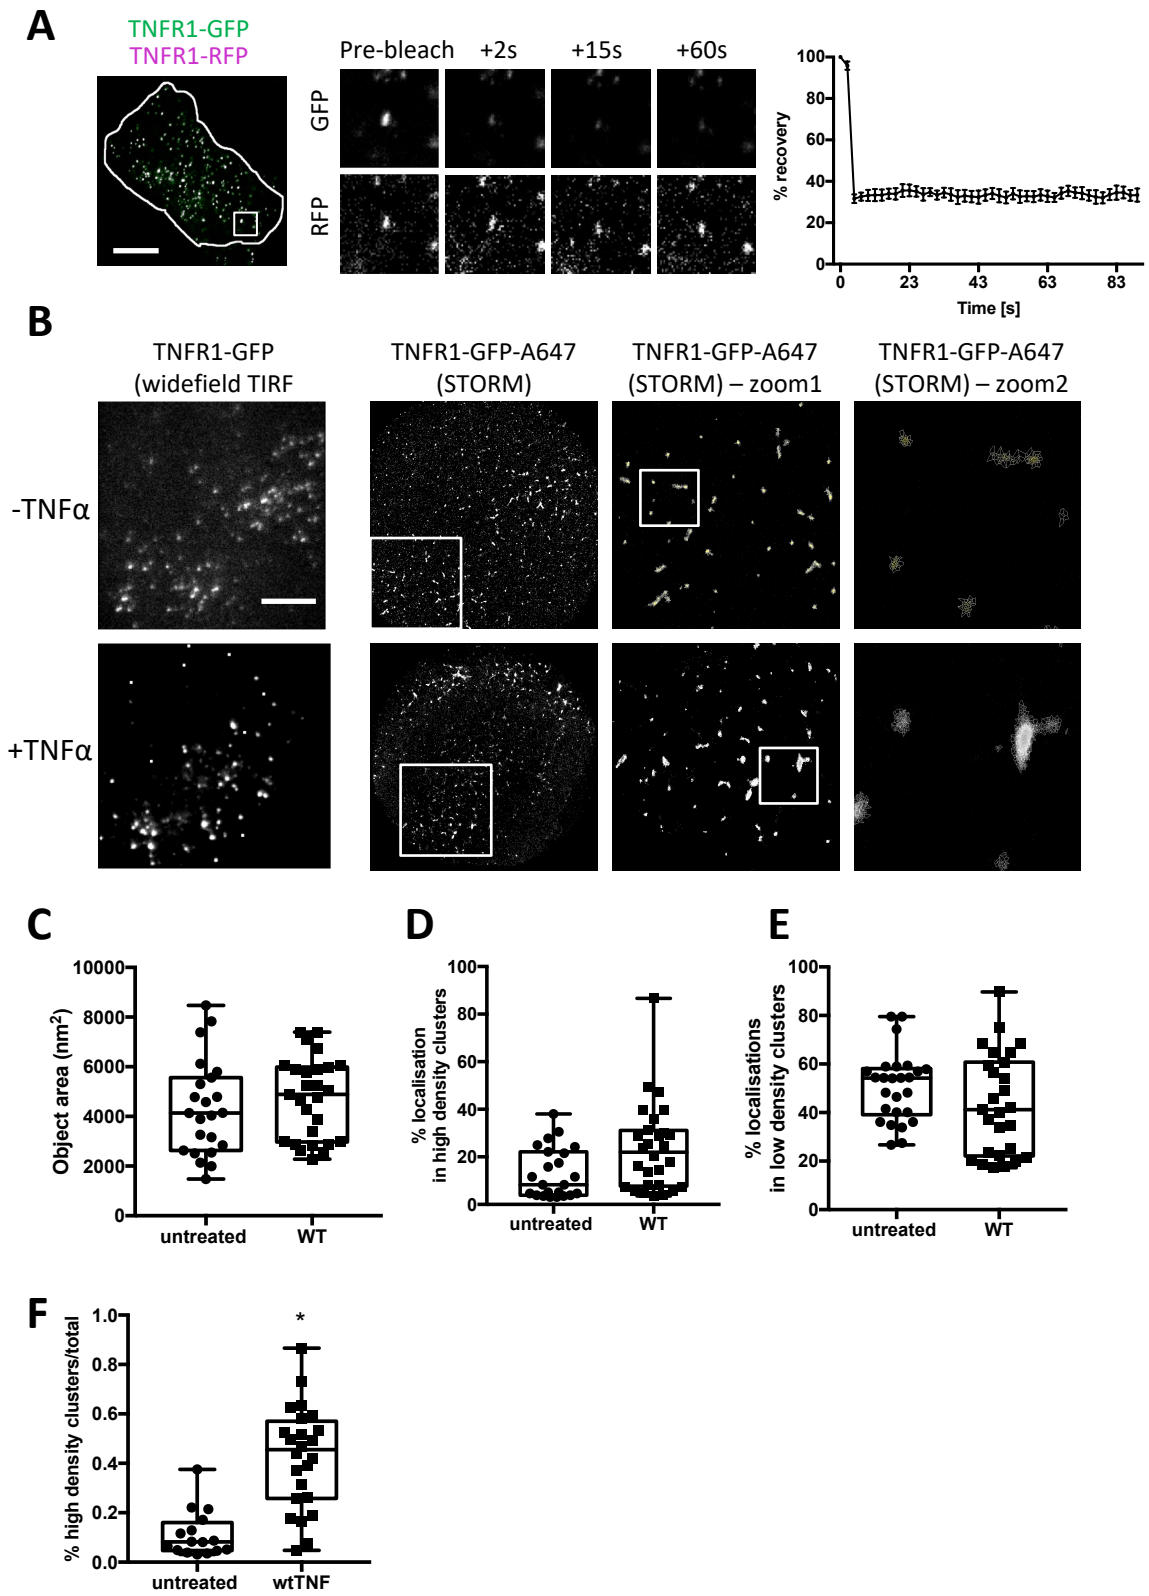 A
TNFR1-GFP
TNFR1-RFP
Pre-bleach +2s +15s +60s
GFP
RFP
% recovery
100
80
60
40
20
0
0 23 43 63 83
Time [s]
B
TNFR1-GFP
(widefield TIRF
TNFR1-GFP-A647
(STORM)
TNFR1-GFP-A647
(STORM) – zoom1
TNFR1-GFP-A647
(STORM) – zoom2
-TNFα
+TNFα
C
Object area (nm²)
10000
8000
6000
4000
2000
0
untreated WT
D
% localisation
in high density clusters
100
80
60
40
20
0
untreated WT
E
% localisations
in low density clusters
100
80
60
40
20
0
untreated WT
F
% high density clusters/total
1.0
0.8
0.6
0.4
0.2
0.0
*
untreated wtTNF